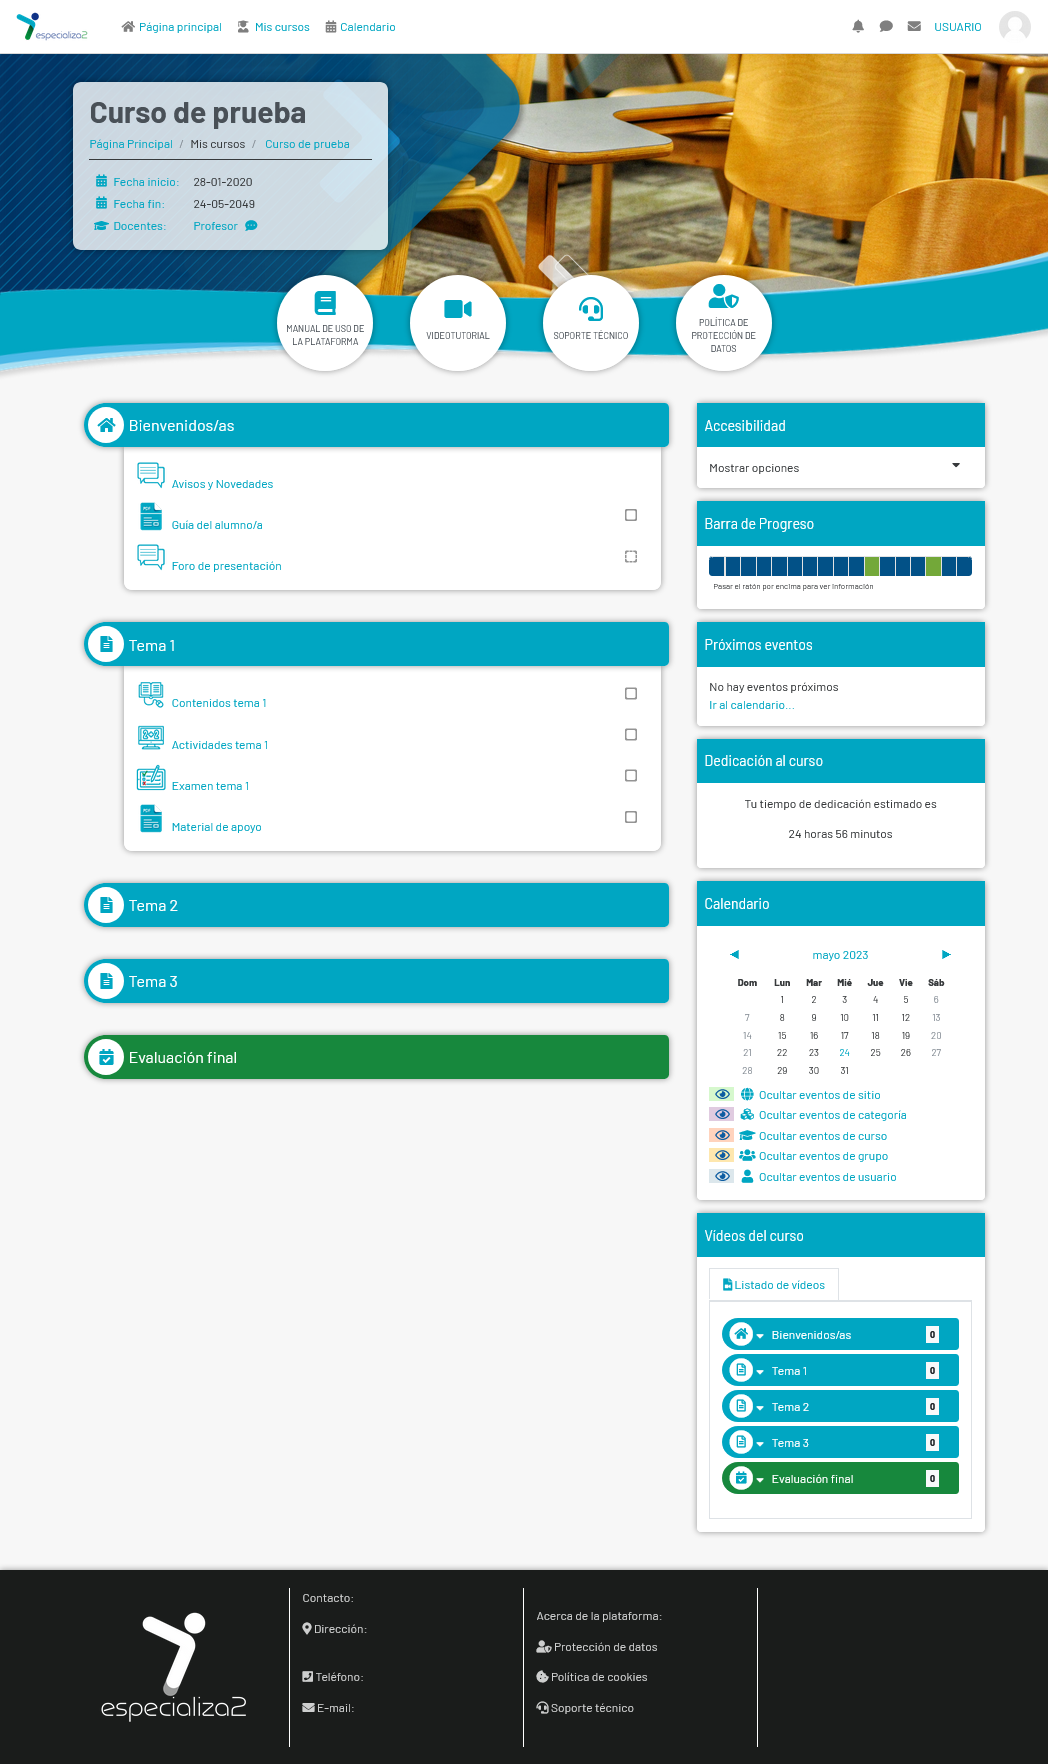 especializa2
Página principal
Mis cursos
Calendario
USUARIO
Curso de prueba
Página Principal / Mis cursos / Curso de prueba
Fecha inicio: 28-01-2020
Fecha fin: 24-05-2049
Docentes: Profesor
MANUAL DE USO DE
LA PLATAFORMA
VIDEOTUTORIAL
SOPORTE TÉCNICO
POLÍTICA DE
PROTECCIÓN DE
DATOS
Bienvenidos/as
Avisos y Novedades
PDF
Guía del alumno/a
Foro de presentación
Tema 1
Contenidos tema 1
Actividades tema 1
Examen tema 1
PDF
Material de apoyo
Tema 2
Tema 3
Evaluación final
Accesibilidad
Mostrar opciones
Barra de Progreso
Pasar el ratón por encima para ver información
Próximos eventos
No hay eventos próximos
Ir al calendario...
Dedicación al curso
Tu tiempo de dedicación estimado es
24 horas 56 minutos
Calendario
◄ mayo 2023 ►
Dom Lun Mar Mié Jue Vie Sáb
1 2 3 4 5 6
7 8 9 10 11 12 13
14 15 16 17 18 19 20
21 22 23 24 25 26 27
28 29 30 31
Ocultar eventos de sitio
Ocultar eventos de categoría
Ocultar eventos de curso
Ocultar eventos de grupo
Ocultar eventos de usuario
Vídeos del curso
Listado de vídeos
Bienvenidos/as 0
Tema 1 0
Tema 2 0
Tema 3 0
Evaluación final 0
especializa2
Contacto:
Dirección:
Teléfono:
E-mail:
Acerca de la plataforma:
Protección de datos
Política de cookies
Soporte técnico